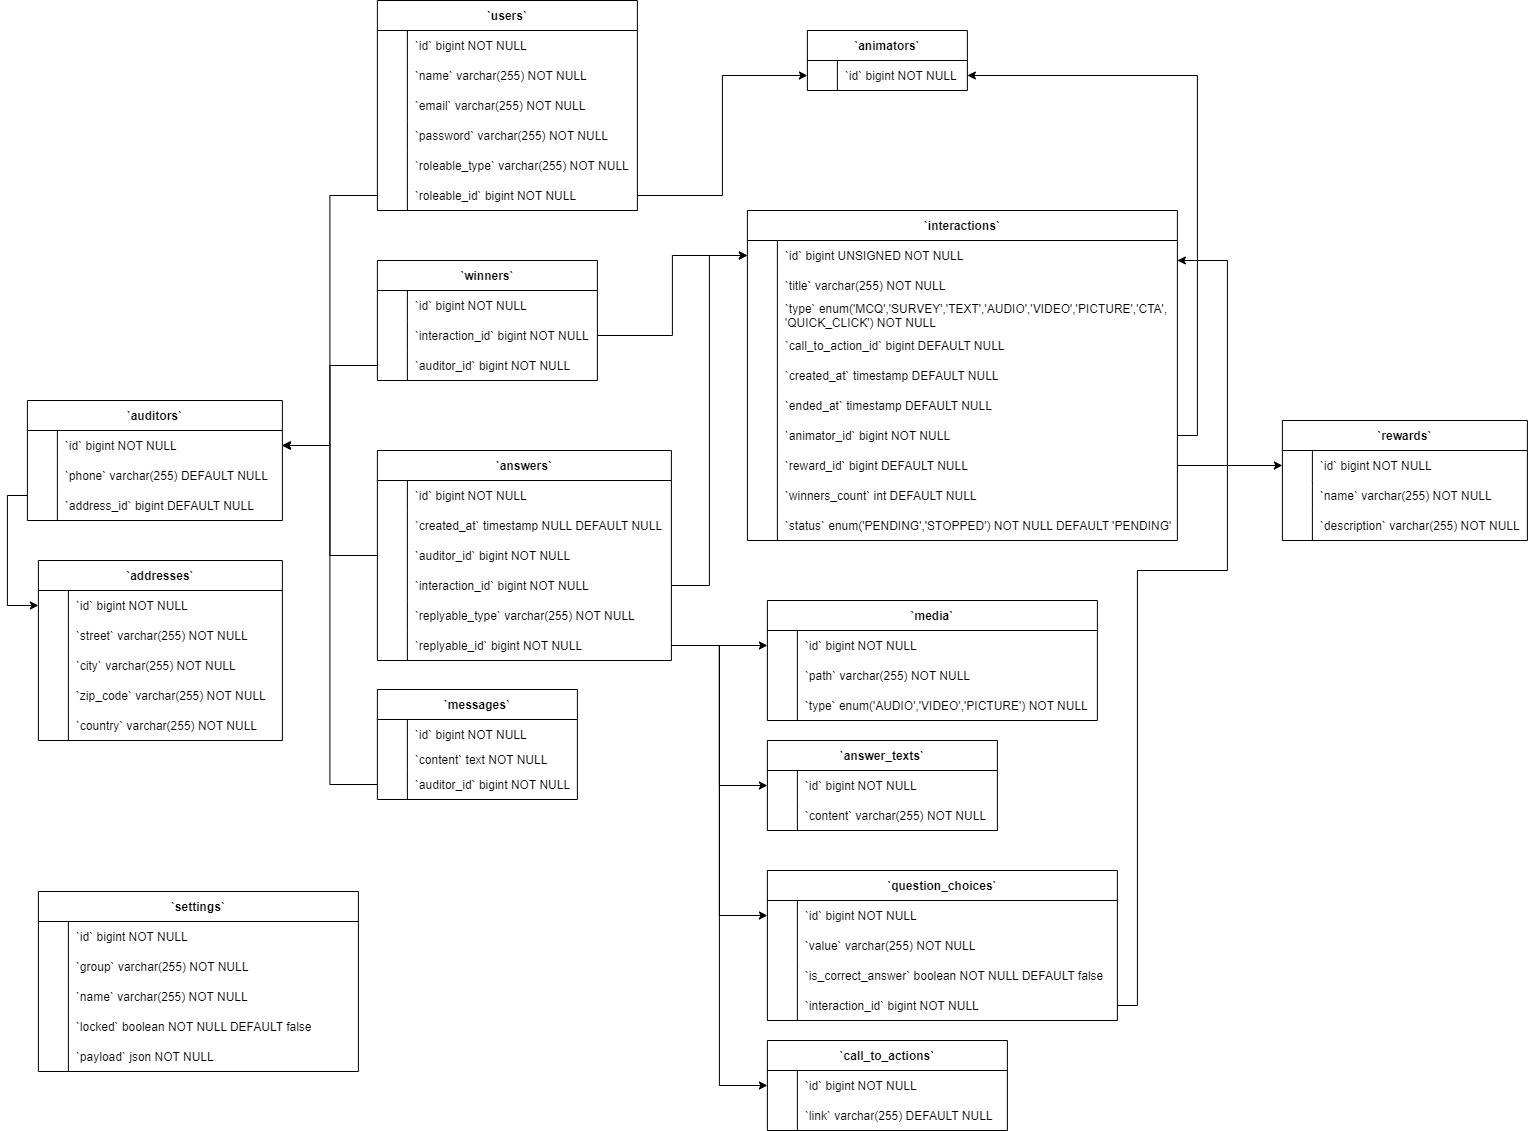 `users`
`id` bigint NOT NULL
`name` varchar(255) NOT NULL
`email` varchar(255) NOT NULL
`password` varchar(255) NOT NULL
`roleable_type` varchar(255) NOT NULL
`roleable_id` bigint NOT NULL
`animators`
`id` bigint NOT NULL
`winners`
`id` bigint NOT NULL
`interaction_id` bigint NOT NULL
`auditor_id` bigint NOT NULL
`interactions`
`id` bigint UNSIGNED NOT NULL
`title` varchar(255) NOT NULL
`type` enum('MCQ','SURVEY','TEXT','AUDIO','VIDEO','PICTURE','CTA',
'QUICK_CLICK') NOT NULL
`call_to_action_id` bigint DEFAULT NULL
`created_at` timestamp DEFAULT NULL
`ended_at` timestamp DEFAULT NULL
`animator_id` bigint NOT NULL
`reward_id` bigint DEFAULT NULL
`winners_count` int DEFAULT NULL
`status` enum('PENDING','STOPPED') NOT NULL DEFAULT 'PENDING'
`auditors`
`id` bigint NOT NULL
`phone` varchar(255) DEFAULT NULL
`address_id` bigint DEFAULT NULL
`answers`
`id` bigint NOT NULL
`created_at` timestamp NULL DEFAULT NULL
`auditor_id` bigint NOT NULL
`interaction_id` bigint NOT NULL
`replyable_type` varchar(255) NOT NULL
`replyable_id` bigint NOT NULL
`rewards`
`id` bigint NOT NULL
`name` varchar(255) NOT NULL
`description` varchar(255) NOT NULL
`addresses`
`id` bigint NOT NULL
`street` varchar(255) NOT NULL
`city` varchar(255) NOT NULL
`zip_code` varchar(255) NOT NULL
`country` varchar(255) NOT NULL
`media`
`id` bigint NOT NULL
`path` varchar(255) NOT NULL
`type` enum('AUDIO','VIDEO','PICTURE') NOT NULL
`messages`
`id` bigint NOT NULL
`content` text NOT NULL
`auditor_id` bigint NOT NULL
`answer_texts`
`id` bigint NOT NULL
`content` varchar(255) NOT NULL
`settings`
`id` bigint NOT NULL
`group` varchar(255) NOT NULL
`name` varchar(255) NOT NULL
`locked` boolean NOT NULL DEFAULT false
`payload` json NOT NULL
`question_choices`
`id` bigint NOT NULL
`value` varchar(255) NOT NULL
`is_correct_answer` boolean NOT NULL DEFAULT false
`interaction_id` bigint NOT NULL
`call_to_actions`
`id` bigint NOT NULL
`link` varchar(255) DEFAULT NULL